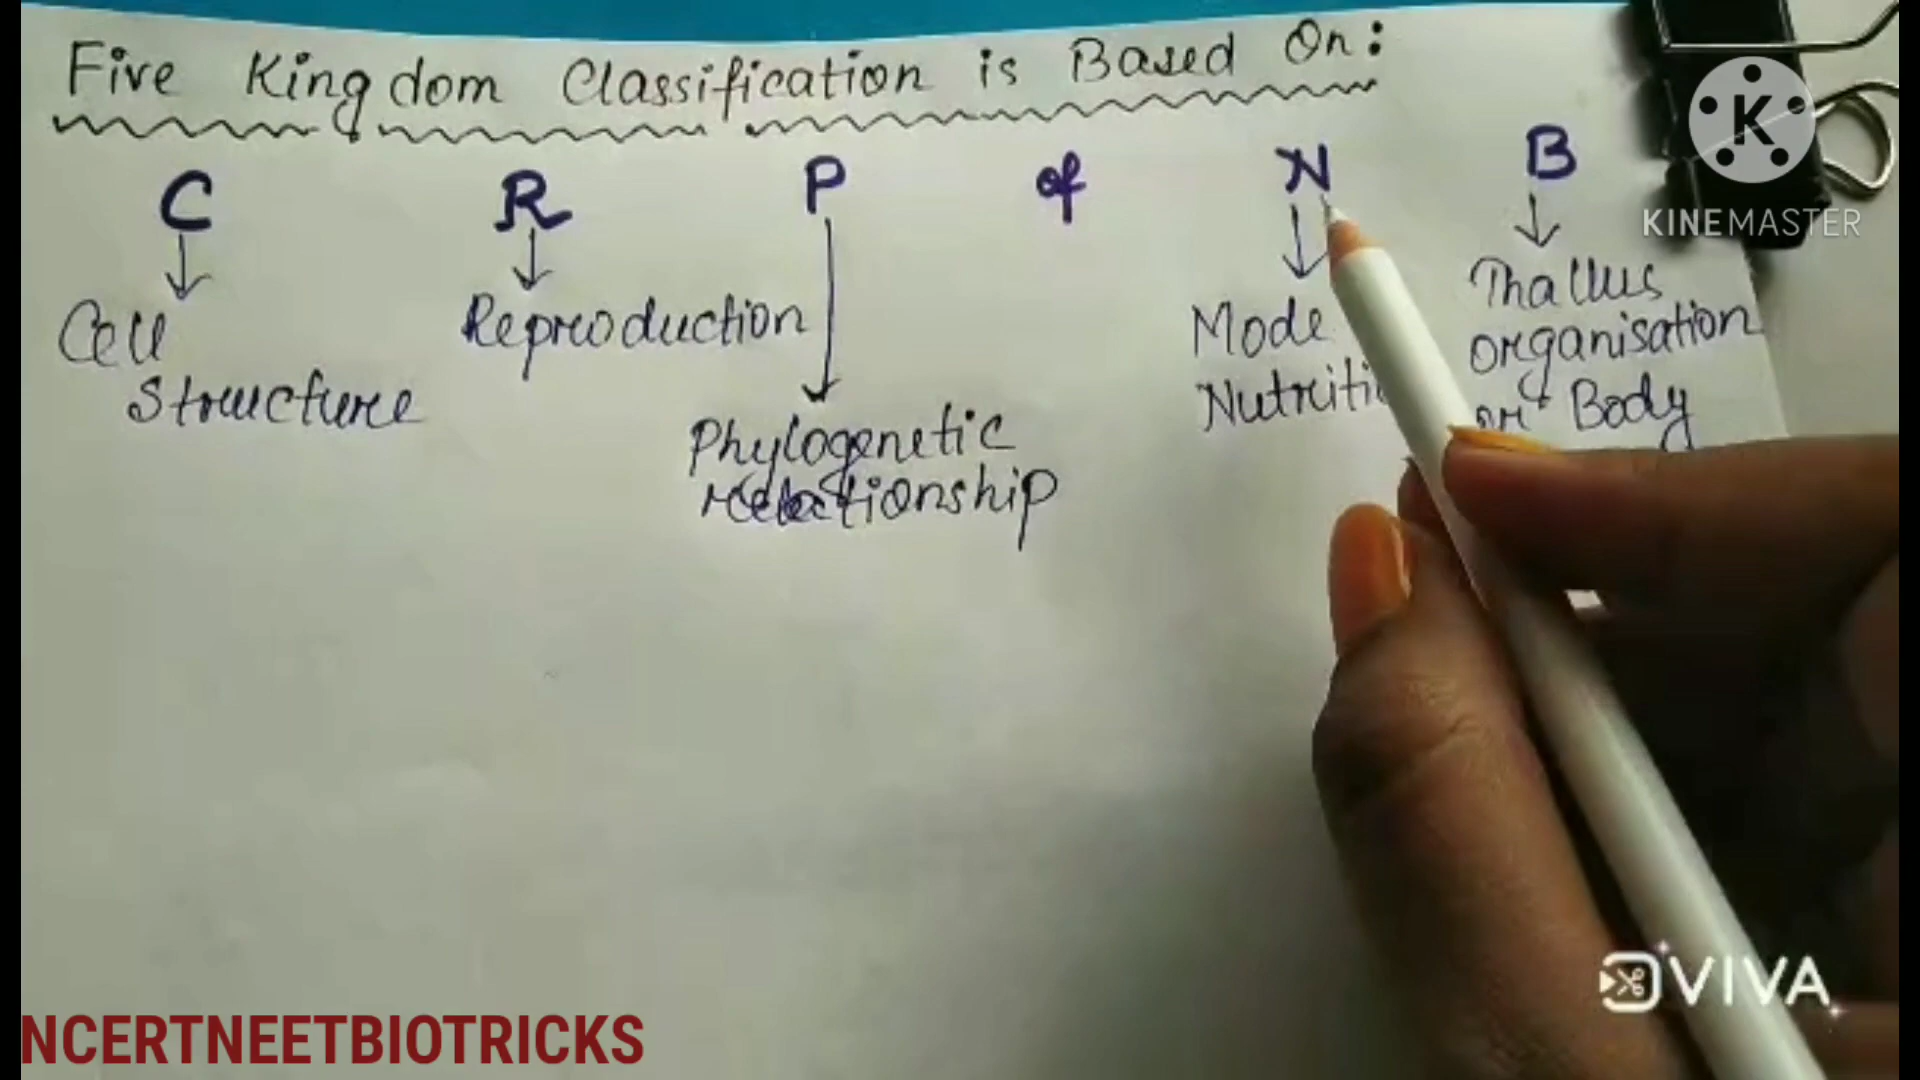 Five Kingdom Classification is Based On:
C R P of N B
Cell
Structure
Reproduction
Phylogenetic
relationship
Mode
Thallus
organisation
or Body
K
KINEMASTER
VIVA
NCERTNEETBIOTRICKS